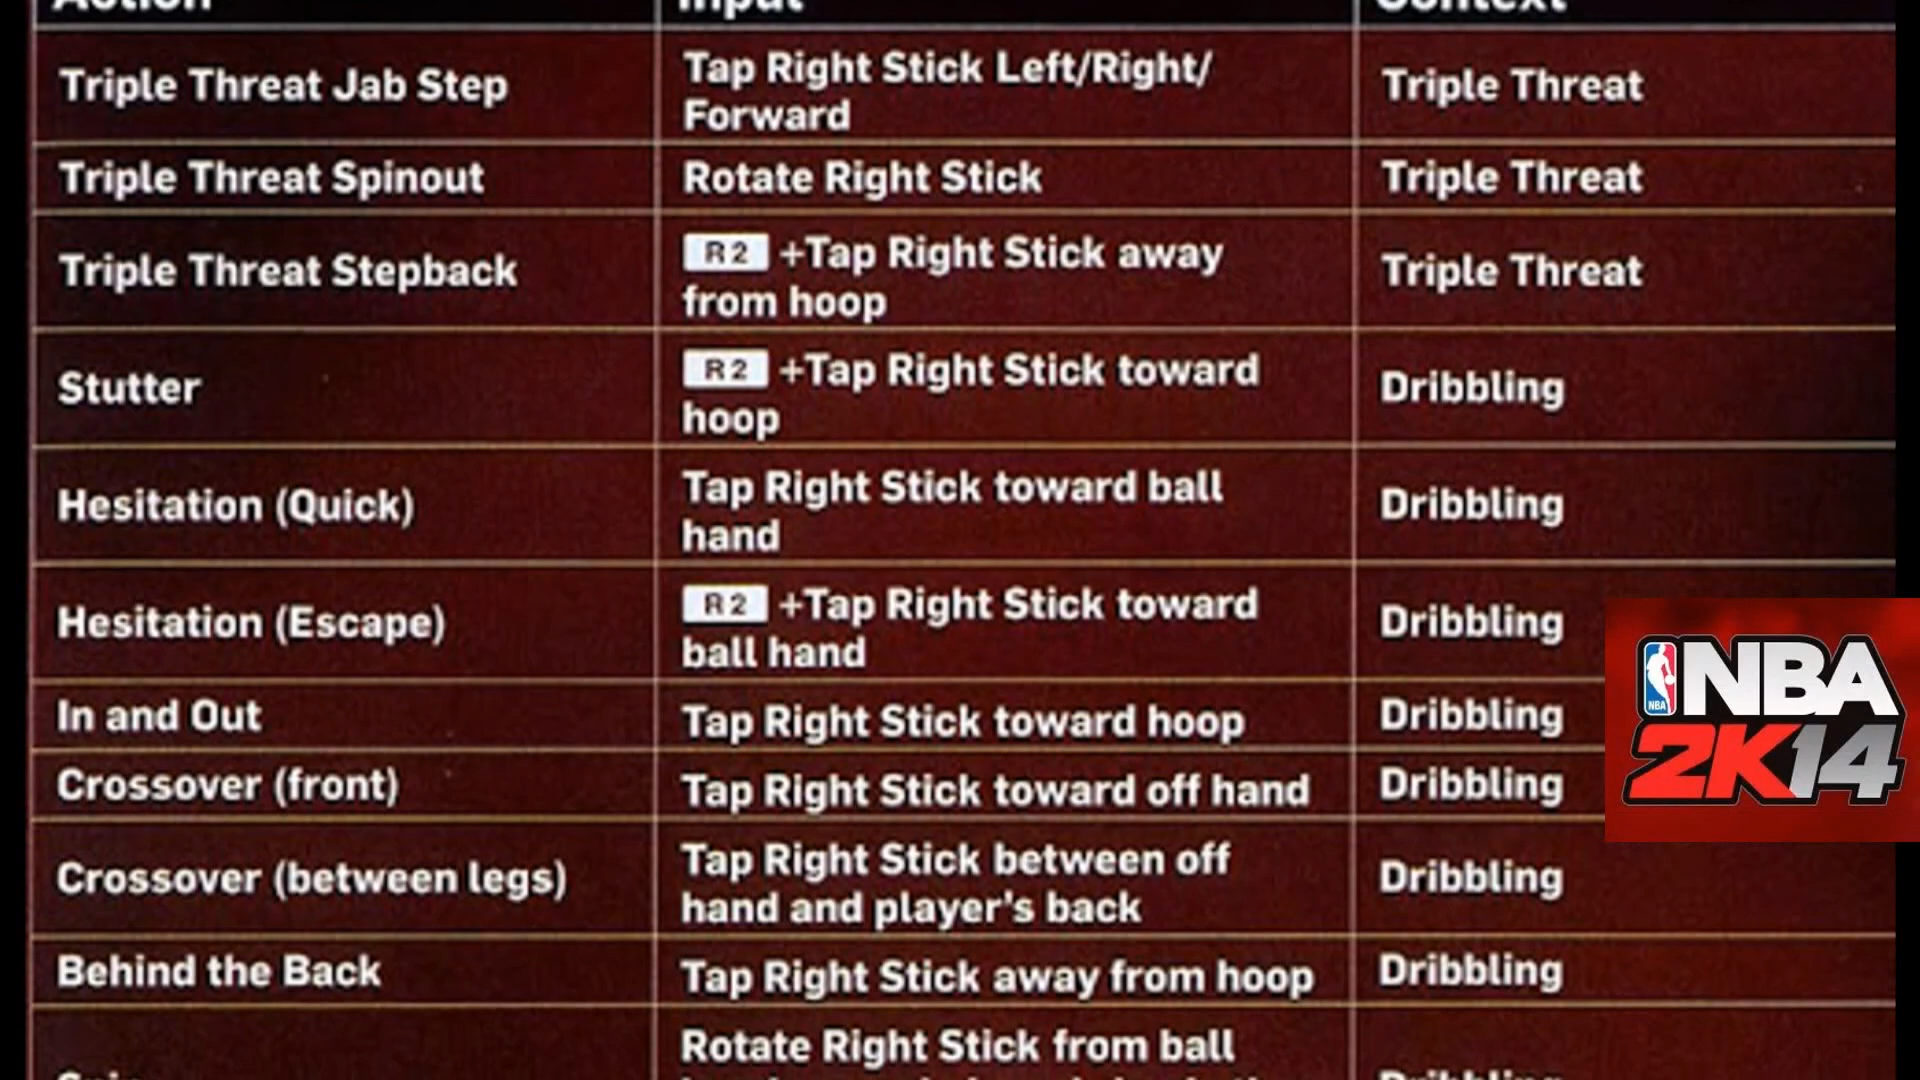 Action Input Context
Triple Threat Jab Step Tap Right Stick Left/Right/ Triple Threat
Forward
Triple Threat Spinout Rotate Right Stick Triple Threat
Triple Threat Stepback R2 +Tap Right Stick away Triple Threat
from hoop
Stutter R2 +Tap Right Stick toward Dribbling
hoop
Hesitation (Quick) Tap Right Stick toward ball Dribbling
hand
Hesitation (Escape) R2 +Tap Right Stick toward Dribbling
ball hand
In and Out Tap Right Stick toward hoop Dribbling
Crossover (front) Tap Right Stick toward off hand Dribbling
Crossover (between legs) Tap Right Stick between off Dribbling
hand and player's back
Behind the Back Tap Right Stick away from hoop Dribbling
Rotate Right Stick from ball
Spin Dribbling
NBA
NBA
2K14